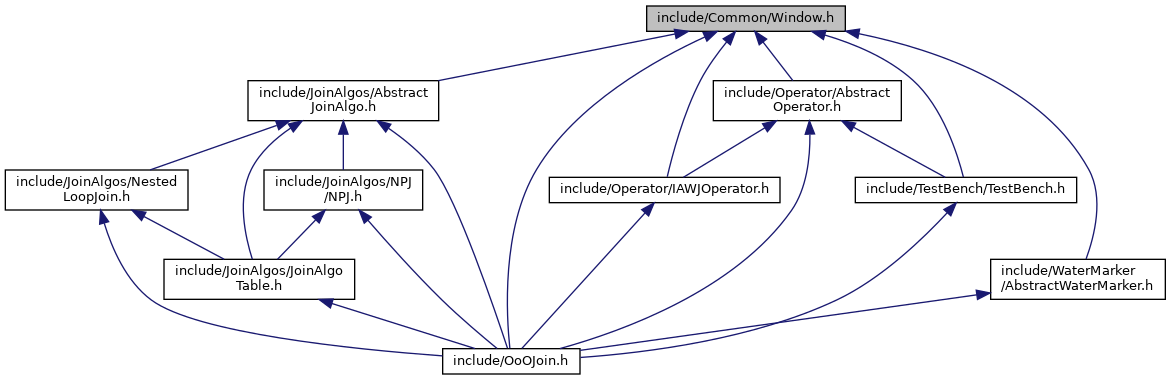 include/Common/Window.h
include/JoinAlgos/Abstract
JoinAlgo.h
include/Operator/Abstract
Operator.h
include/JoinAlgos/Nested
LoopJoin.h
include/JoinAlgos/NPJ
/NPJ.h
include/Operator/IAWJOperator.h
include/TestBench/TestBench.h
include/JoinAlgos/JoinAlgo
Table.h
include/WaterMarker
/AbstractWaterMarker.h
include/OoOJoin.h